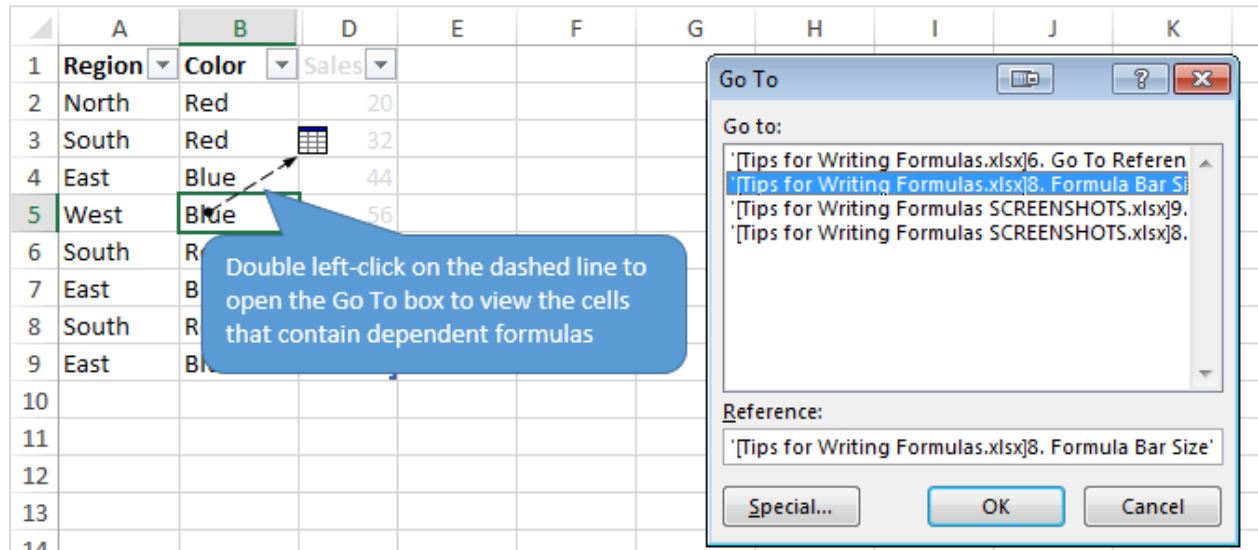 A B D E F G H I J K
1 Region Color Sales
2 North Red 20
3 South Red 32
4 East Blue 44
5 West Blue 56
6 South R
7 East B
8 South R
9 East Bl
10
11
12
13
14
Double left-click on the dashed line to
open the Go To box to view the cells
that contain dependent formulas
Go To
?
Go to:
'[Tips for Writing Formulas.xlsx]6. Go To Referen
'[Tips for Writing Formulas.xlsx]8. Formula Bar Si
'[Tips for Writing Formulas SCREENSHOTS.xlsx]9.
'[Tips for Writing Formulas SCREENSHOTS.xlsx]8.
Reference:
'[Tips for Writing Formulas.xlsx]8. Formula Bar Size'
Special... OK Cancel